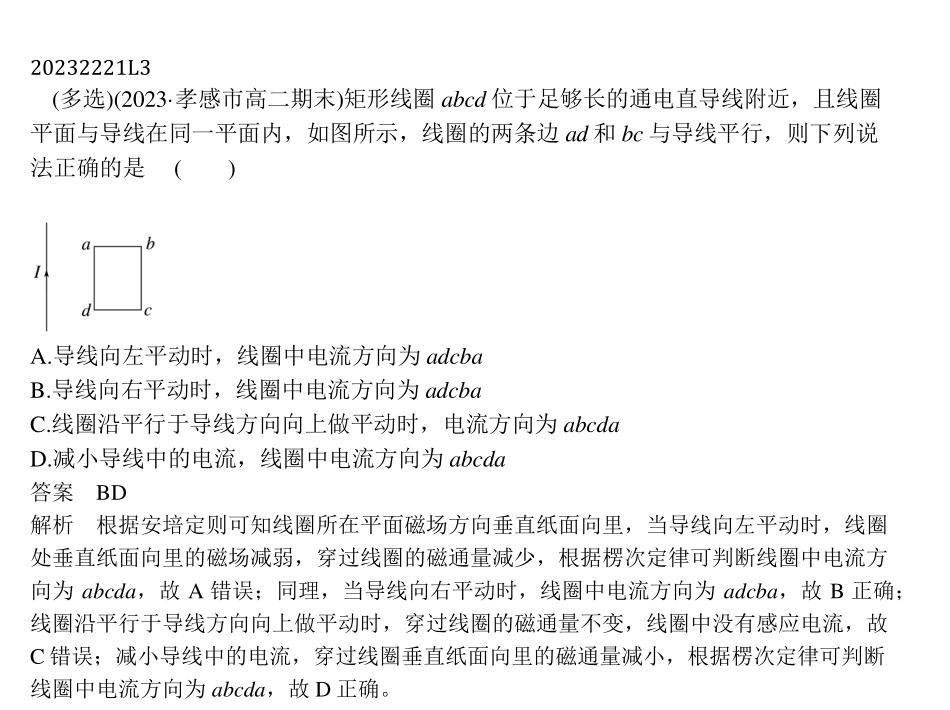 20232221L3
(多选)(2023·孝感市高二期末)矩形线圈 abcd 位于足够长的通电直导线附近，且线圈
平面与导线在同一平面内，如图所示，线圈的两条边 ad 和 bc 与导线平行，则下列说
法正确的是 (  )
a b
I
d c
A.导线向左平动时，线圈中电流方向为 adcba
B.导线向右平动时，线圈中电流方向为 adcba
C.线圈沿平行于导线方向向上做平动时，电流方向为 abcda
D.减小导线中的电流，线圈中电流方向为 abcda
答案 BD
解析 根据安培定则可知线圈所在平面磁场方向垂直纸面向里，当导线向左平动时，线圈
处垂直纸面向里的磁场减弱，穿过线圈的磁通量减少，根据楞次定律可判断线圈中电流方
向为 abcda，故 A 错误；同理，当导线向右平动时，线圈中电流方向为 adcba，故 B 正确；
线圈沿平行于导线方向向上做平动时，穿过线圈的磁通量不变，线圈中没有感应电流，故
C 错误；减小导线中的电流，穿过线圈垂直纸面向里的磁通量减小，根据楞次定律可判断
线圈中电流方向为 abcda，故 D 正确。